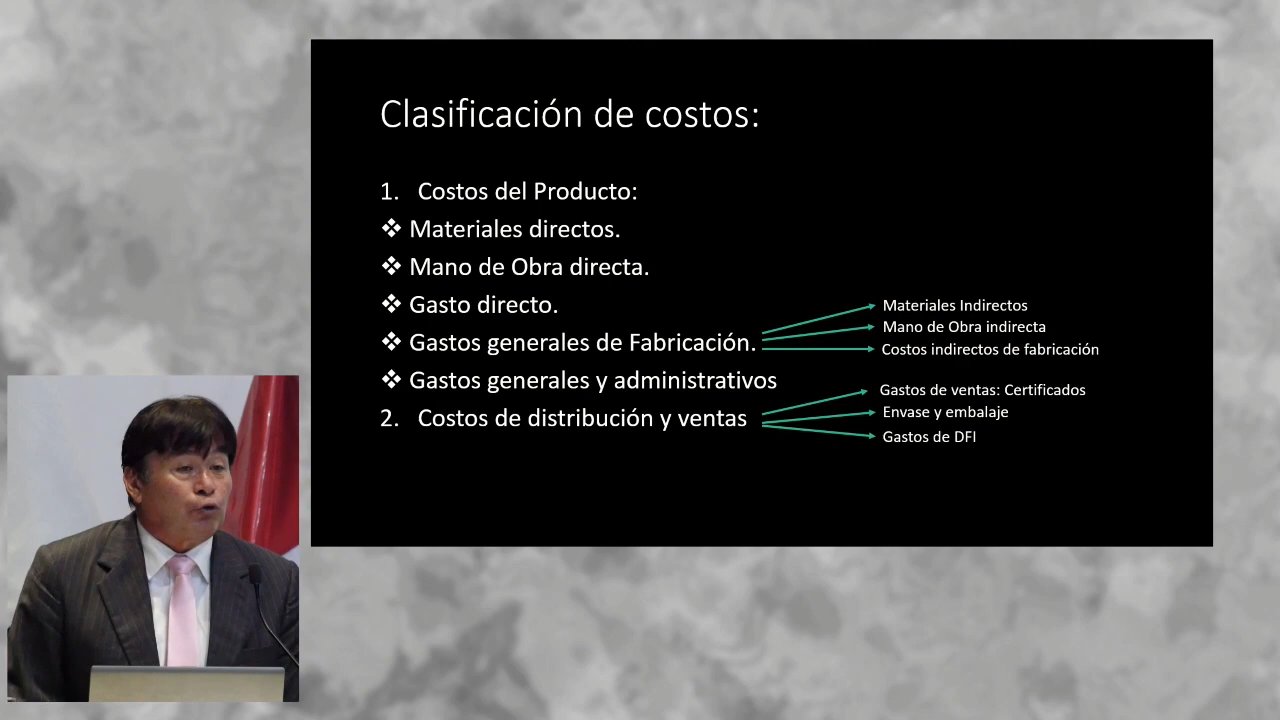 Clasificación de costos:
1. Costos del Producto:
❖ Materiales directos.
❖ Mano de Obra directa.
❖ Gasto directo.
❖ Gastos generales de Fabricación.
Materiales Indirectos
Mano de Obra indirecta
Costos indirectos de fabricación
❖ Gastos generales y administrativos
2. Costos de distribución y ventas
Gastos de ventas: Certificados
Envase y embalaje
Gastos de DFI